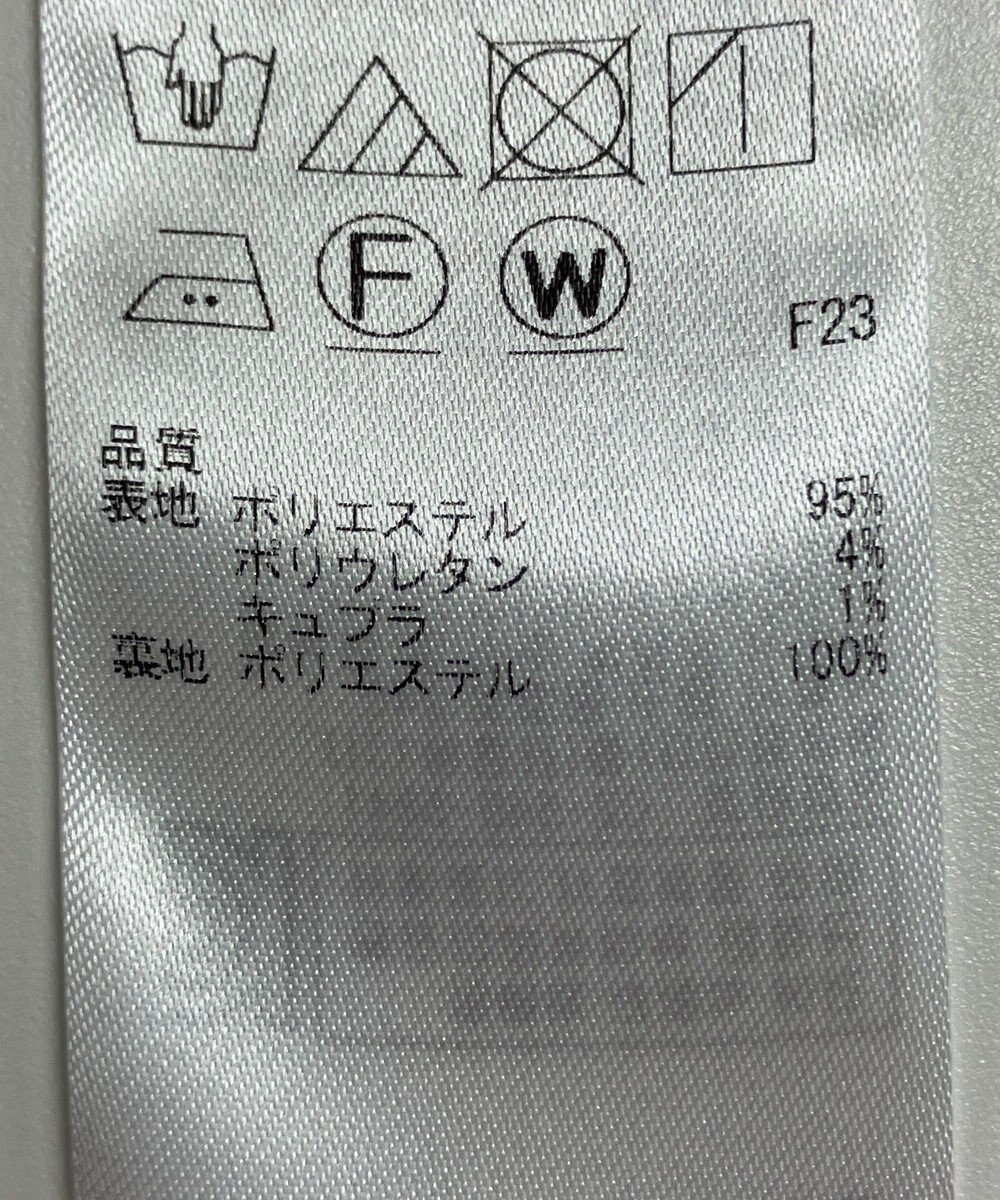 F W F23
品質
表地 ポリエステル 95%
ポリウレタン 4%
キュプラ 1%
裏地 ポリエステル 100%